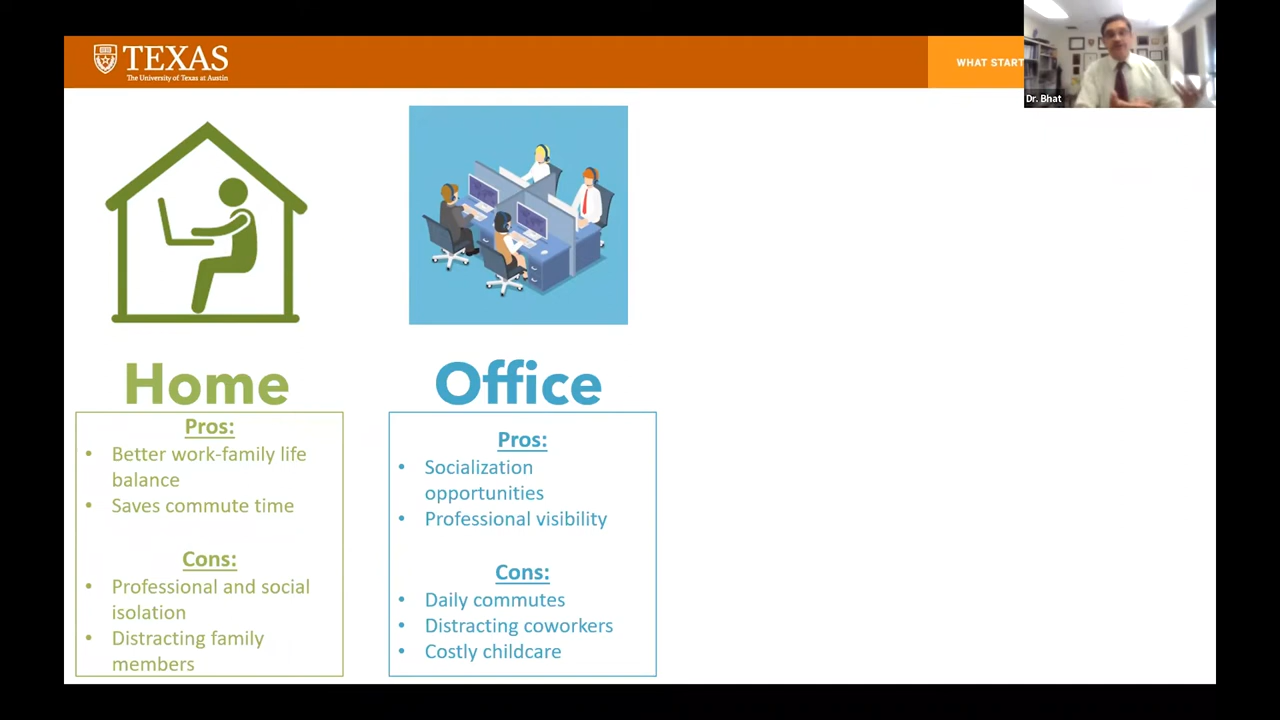 TEXAS
The University of Texas at Austin
WHAT START
Dr. Bhat
Home
Pros:
• Better work-family life
balance
• Saves commute time
Cons:
• Professional and social
isolation
• Distracting family
members
Office
Pros:
• Socialization
opportunities
• Professional visibility
Cons:
• Daily commutes
• Distracting coworkers
• Costly childcare